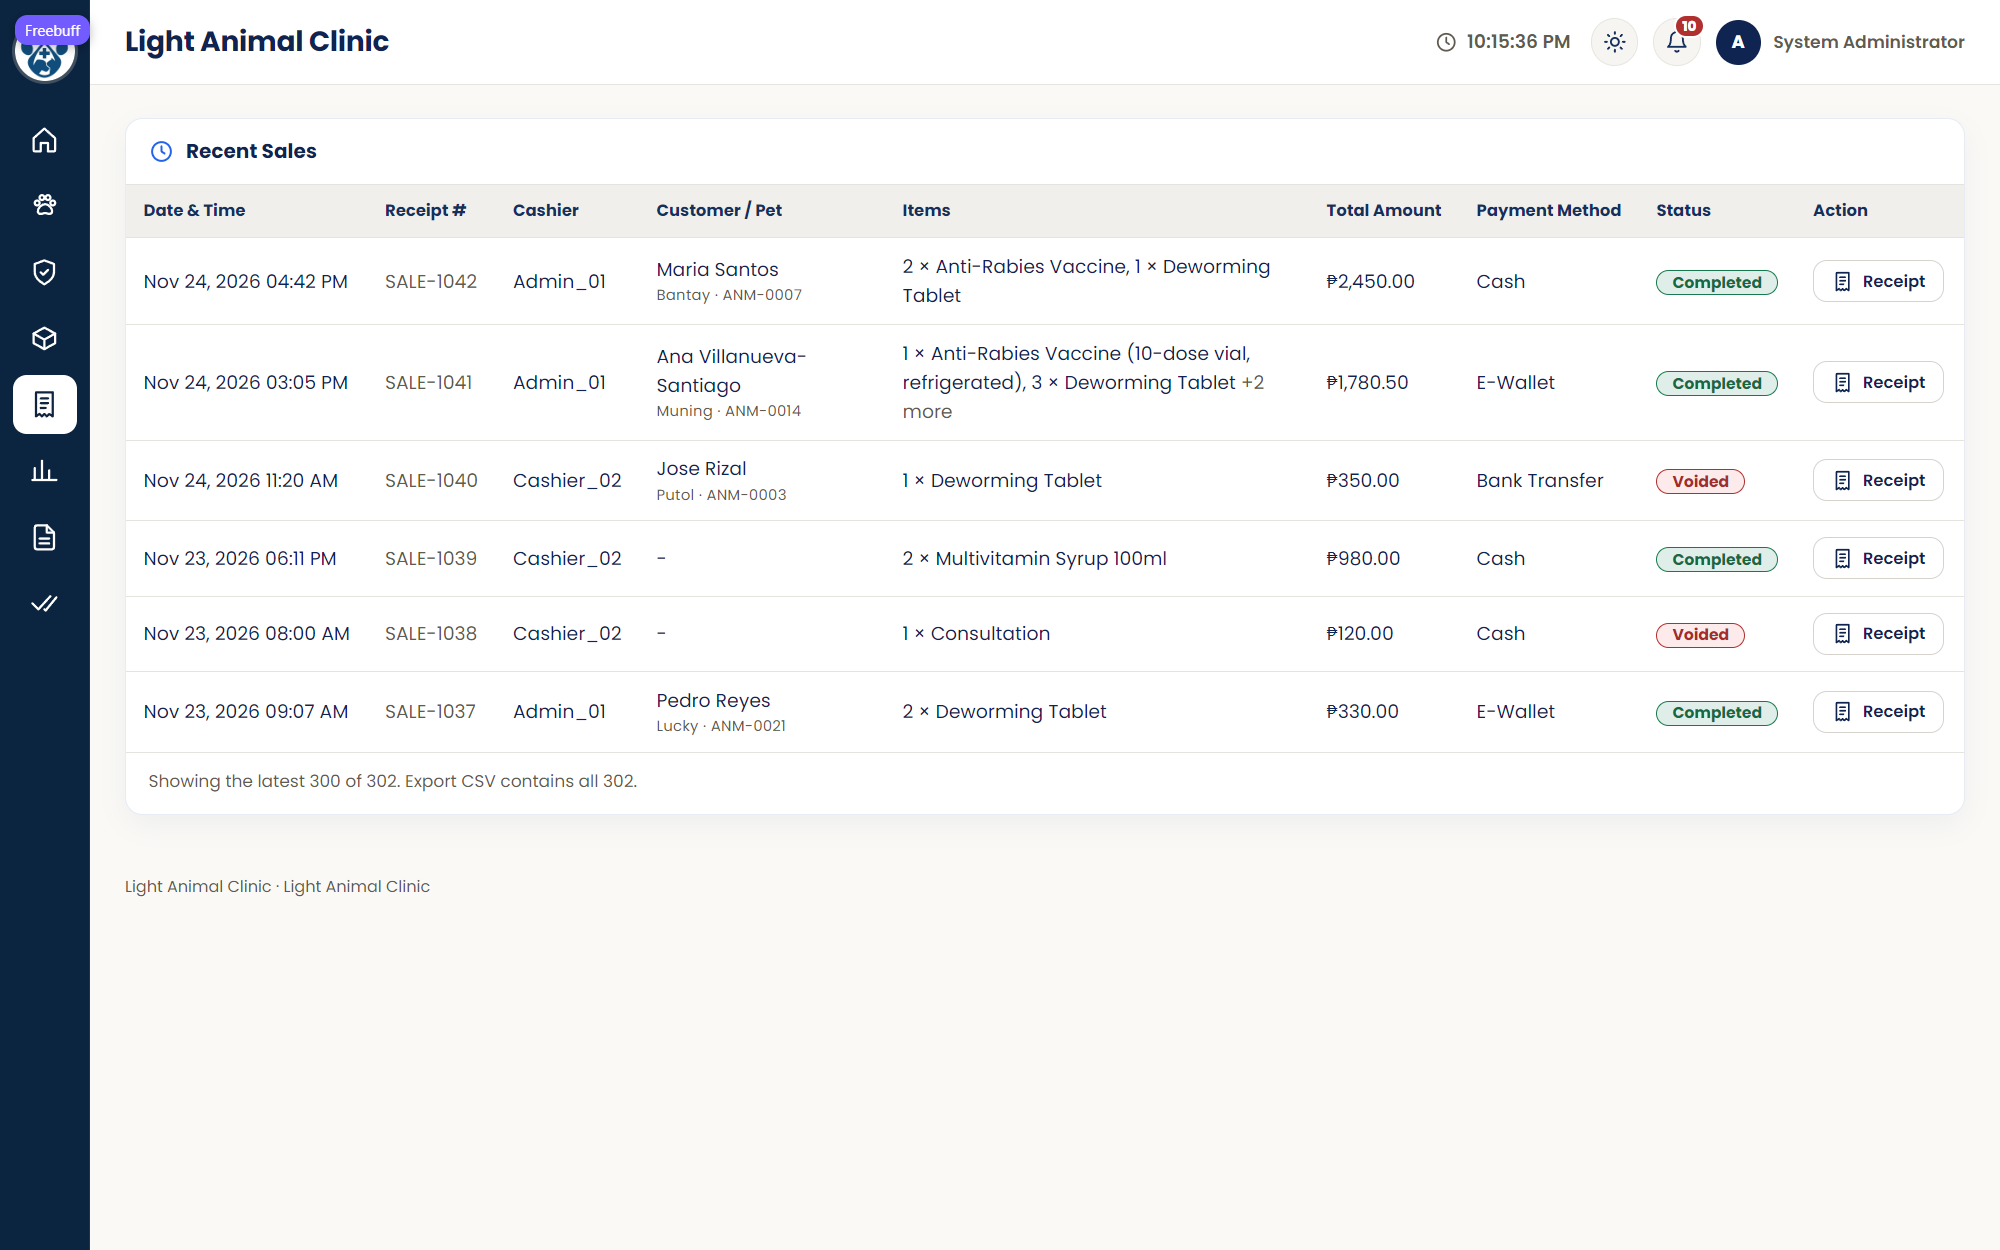 Freebuff
Light Animal Clinic
10:15:36 PM
10
A
System Administrator
Recent Sales
Date & Time Receipt # Cashier Customer / Pet Items Total Amount Payment Method Status Action
Nov 24, 2026 04:42 PM SALE-1042 Admin_01 Maria Santos
Bantay · ANM-0007
2 × Anti-Rabies Vaccine, 1 × Deworming
Tablet
₱2,450.00 Cash Completed Receipt
Nov 24, 2026 03:05 PM SALE-1041 Admin_01 Ana Villanueva-
Santiago
Muning · ANM-0014
1 × Anti-Rabies Vaccine (10-dose vial,
refrigerated), 3 × Deworming Tablet +2
more
₱1,780.50 E-Wallet Completed Receipt
Nov 24, 2026 11:20 AM SALE-1040 Cashier_02 Jose Rizal
Putol · ANM-0003
1 × Deworming Tablet ₱350.00 Bank Transfer Voided Receipt
Nov 23, 2026 06:11 PM SALE-1039 Cashier_02 - 2 × Multivitamin Syrup 100ml ₱980.00 Cash Completed Receipt
Nov 23, 2026 08:00 AM SALE-1038 Cashier_02 - 1 × Consultation ₱120.00 Cash Voided Receipt
Nov 23, 2026 09:07 AM SALE-1037 Admin_01 Pedro Reyes
Lucky · ANM-0021
2 × Deworming Tablet ₱330.00 E-Wallet Completed Receipt
Showing the latest 300 of 302. Export CSV contains all 302.
Light Animal Clinic · Light Animal Clinic